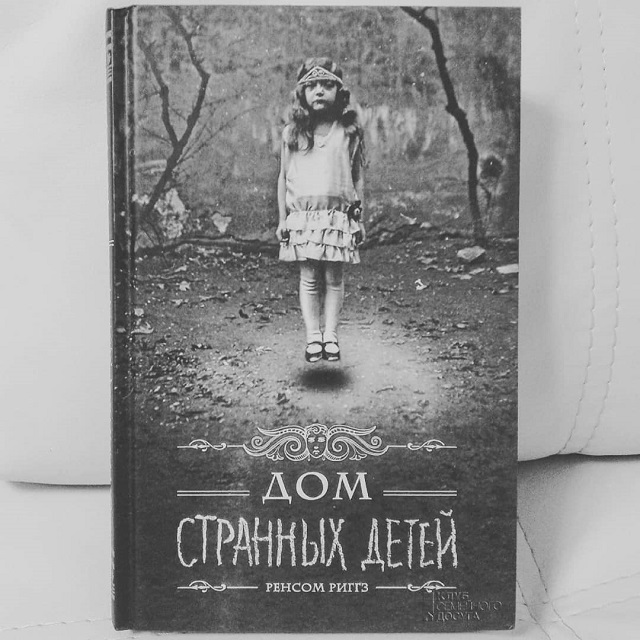 ДОМ
СТРАННЫХ ДЕТЕЙ
РЕНСОМ РИГГЗ
КЛУБ
СЕМЕЙНОГО
ДОСУГА